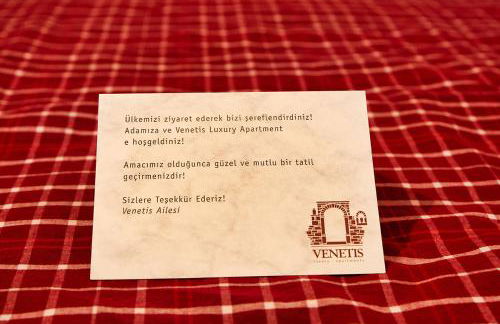 Ülkemizi ziyaret ederek bizi şereflendirdiniz!
Adamıza ve Venetis Luxury Apartment
e hoşgeldiniz!
Amacımız olduğunca güzel ve mutlu bir tatil
geçirmenizdir!
Sizlere Teşekkür Ederiz!
Venetis Ailesi
VENETIS